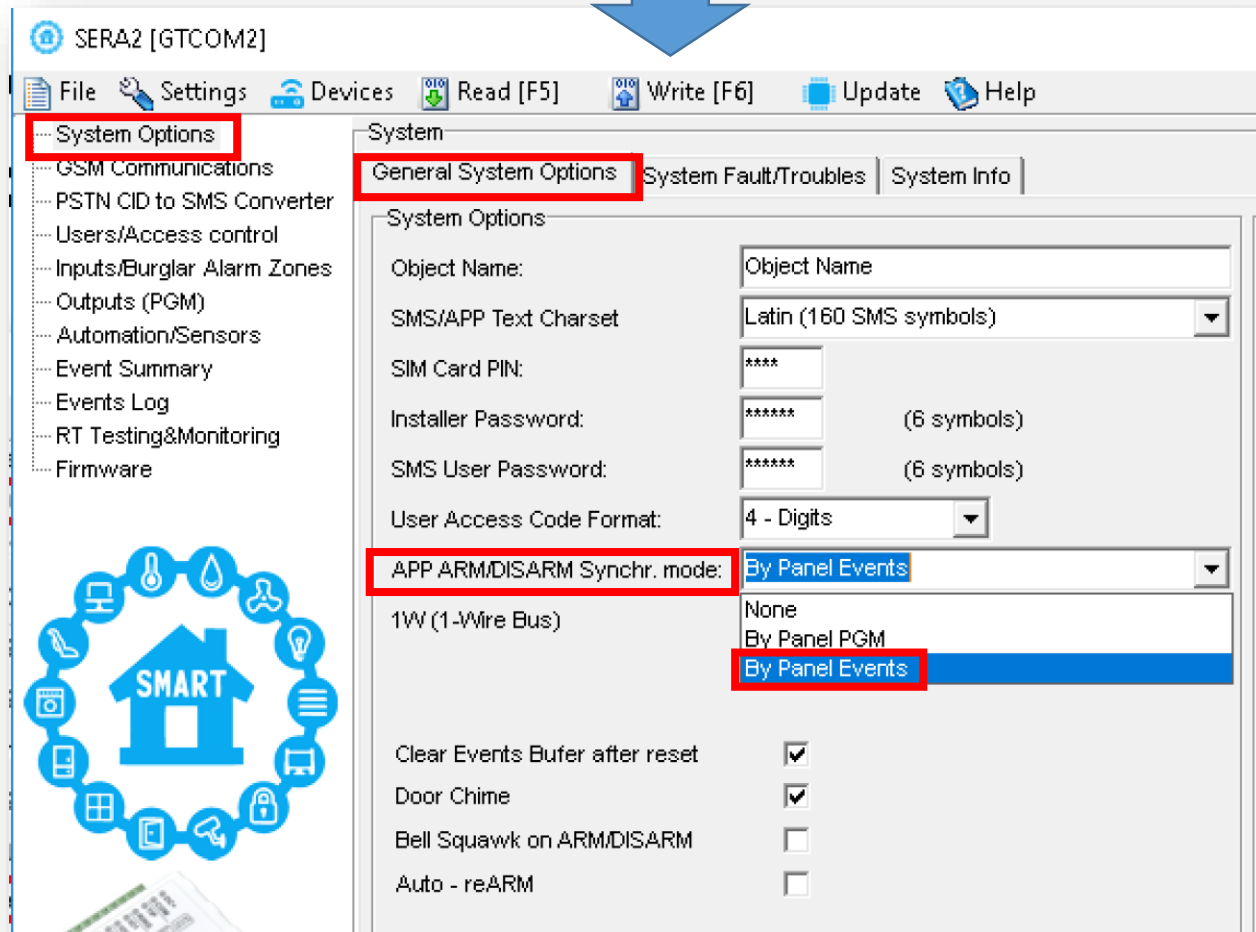 SERA2 [GTCOM2]
File Settings Devices Read [F5] Write [F6] Update Help
System Options
GSM Communications
PSTN CID to SMS Converter
Users/Access control
Inputs/Burglar Alarm Zones
Outputs (PGM)
Automation/Sensors
Event Summary
Events Log
RT Testing&Monitoring
Firmware
SMART
System
General System Options System Fault/Troubles System Info
System Options
Object Name: Object Name
SMS/APP Text Charset Latin (160 SMS symbols)
SIM Card PIN: ****
Installer Password: ****** (6 symbols)
SMS User Password: ****** (6 symbols)
User Access Code Format: 4 - Digits
APP ARM/DISARM Synchr. mode: By Panel Events
1W (1-Wire Bus)
None
By Panel PGM
By Panel Events
Clear Events Bufer after reset
Door Chime
Bell Squawk on ARM/DISARM
Auto - reARM